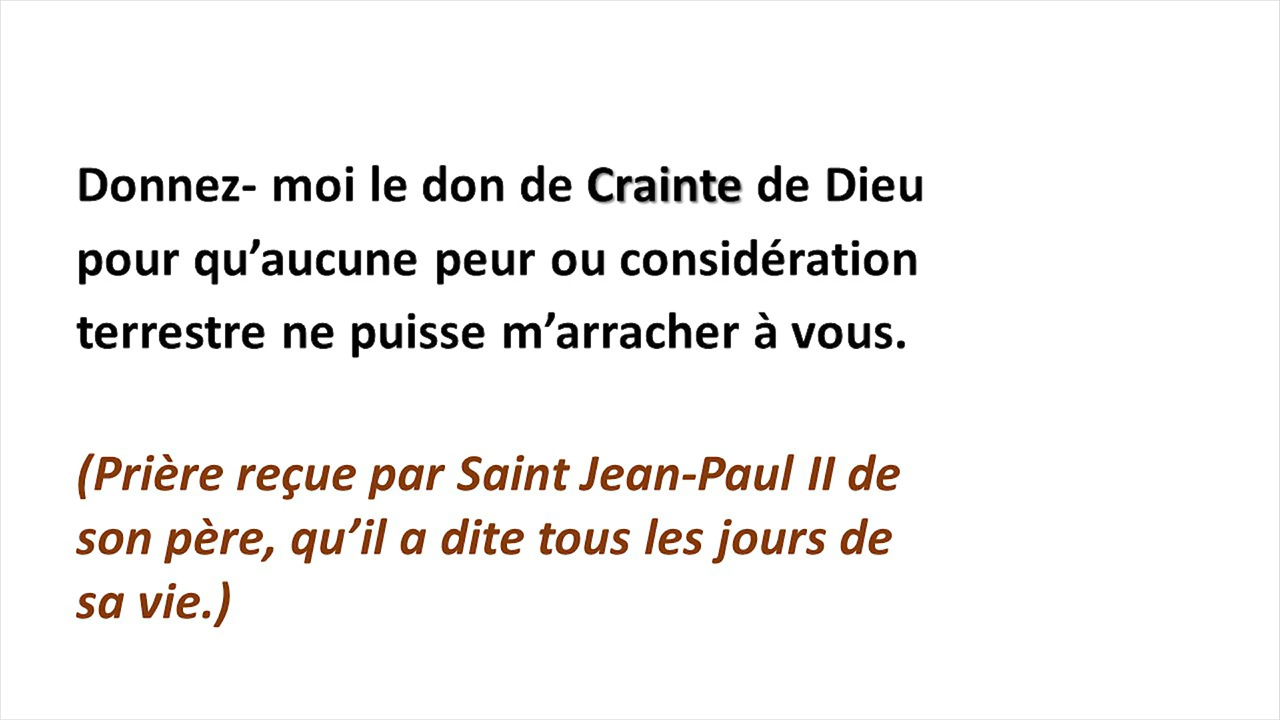 Donnez- moi le don de Crainte de Dieu
pour qu’aucune peur ou considération
terrestre ne puisse m’arracher à vous.
(Prière reçue par Saint Jean-Paul II de
son père, qu’il a dite tous les jours de
sa vie.)